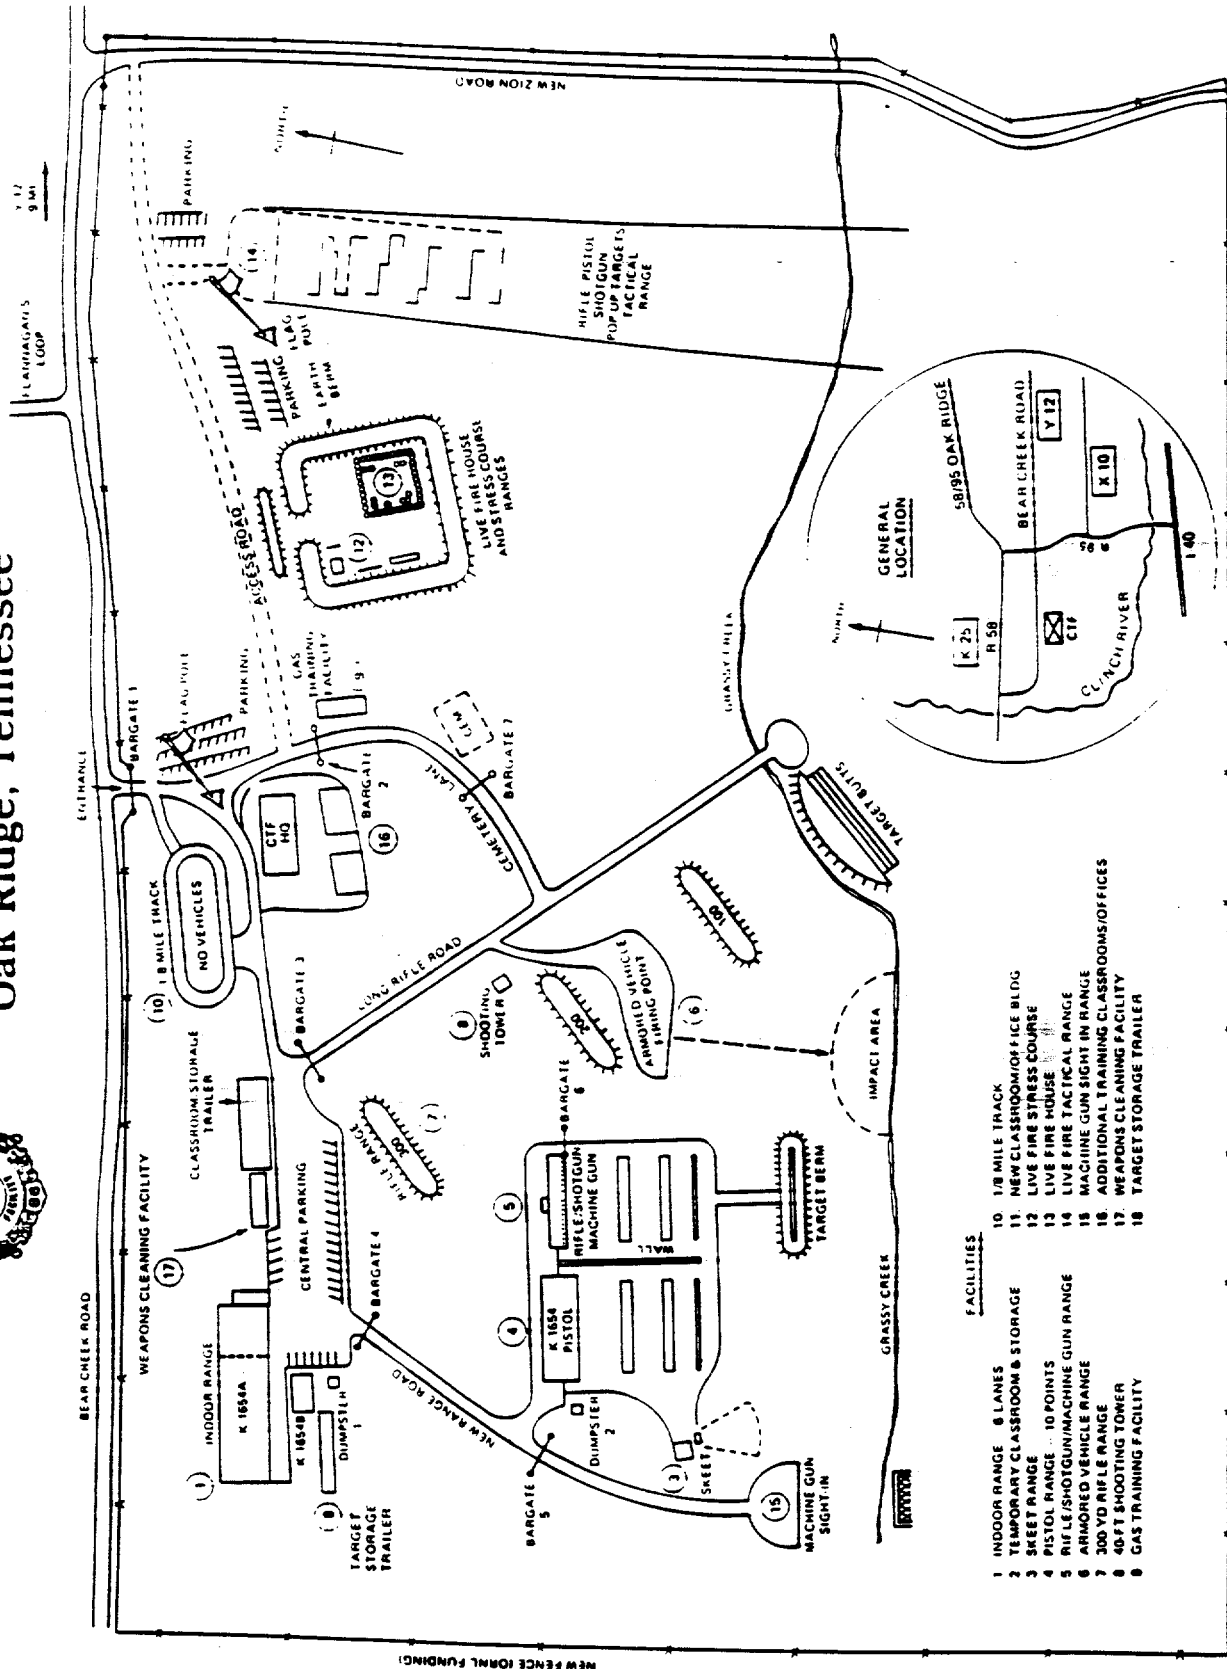 Oak Ridge, Tennessee
Y-12
9 MI
FLANNAGANS
LOOP
ENTRANCE
BEAR CREEK ROAD
BARGATE 1
NEW ZION ROAD
NORTH
PARKING
(14)
FLAG
POLE
PARKING
EARTH
BERM
ACCESS ROAD
RIFLE PISTOL
SHOTGUN
POP UP TARGETS
TACTICAL
RANGE
(13)
(12)
LIVE FIRE HOUSE
AND STRESS COURSE
RANGES
FLAG POLE
PARKING
GAS
TRAINING
FACILITY
(9)
CEM
BARGATE
2
BARGATE 7
CEMETERY LANE
CTF
HQ
(16)
(10) 1/8 MILE TRACK
NO VEHICLES
BARGATE 3
LONG RIFLE ROAD
CLASSROOM/STORAGE
TRAILER
WEAPONS CLEANING FACILITY
(17)
CENTRAL PARKING
INDOOR RANGE
(1)
K 1654A
K 1654B
DUMPSTER
1
(18)
TARGET
STORAGE
TRAILER
BARGATE 4
NEW RANGE ROAD
RIFLE RANGE
300
(7)
(8)
SHOOTING
TOWER
200
100
ARMORED VEHICLE
FIRING POINT
(6)
IMPACT AREA
TARGET BUTTS
BARGATE
6
(5)
RIFLE/SHOTGUN
MACHINE GUN
WALL
(4)
K 1654
PISTOL
TARGET BERM
DUMPSTER
2
BARGATE
5
(3)
SKEET
(15)
MACHINE GUN
SIGHT-IN
GRASSY CREEK
GRASSY CREEK
GENERAL
LOCATION
NORTH
58/95 OAK RIDGE
BEAR CREEK ROAD
Y 12
X 10
K 25
R 58
CTF
95
I 40
CLINCH RIVER
FACILITIES
1 INDOOR RANGE 8 LANES
2 TEMPORARY CLASSROOM & STORAGE
3 SKEET RANGE
4 PISTOL RANGE - 10 POINTS
5 RIFLE/SHOTGUN/MACHINE GUN RANGE
6 ARMORED VEHICLE RANGE
7 300 YD RIFLE RANGE
8 40-FT SHOOTING TOWER
9 GAS TRAINING FACILITY
10. 1/8 MILE TRACK
11. NEW CLASSROOM/OFFICE BLDG
12 LIVE FIRE STRESS COURSE
13 LIVE FIRE HOUSE
14 LIVE FIRE TACTICAL RANGE
15 MACHINE GUN SIGHT IN RANGE
16. ADDITIONAL TRAINING CLASSROOMS/OFFICES
17. WEAPONS CLEANING FACILITY
18 TARGET STORAGE TRAILER
NEW FENCE (ORNL FUNDING)